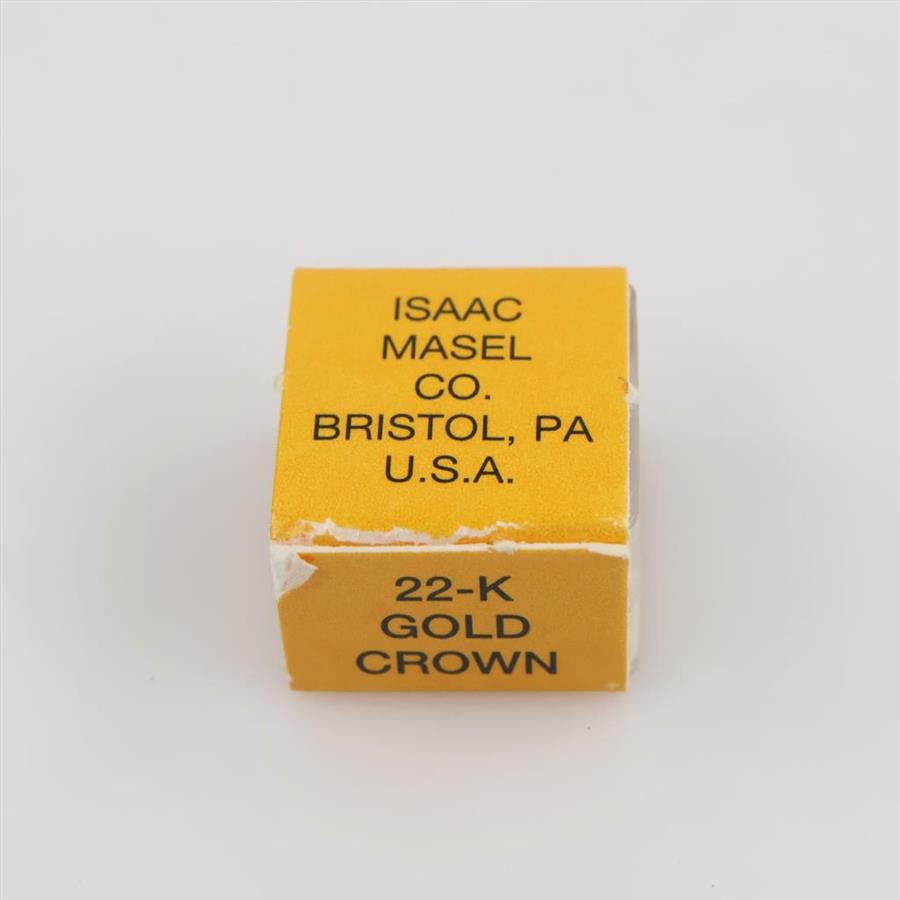 ISAAC
MASEL
CO.
BRISTOL, PA
U.S.A.
22-K
GOLD
CROWN